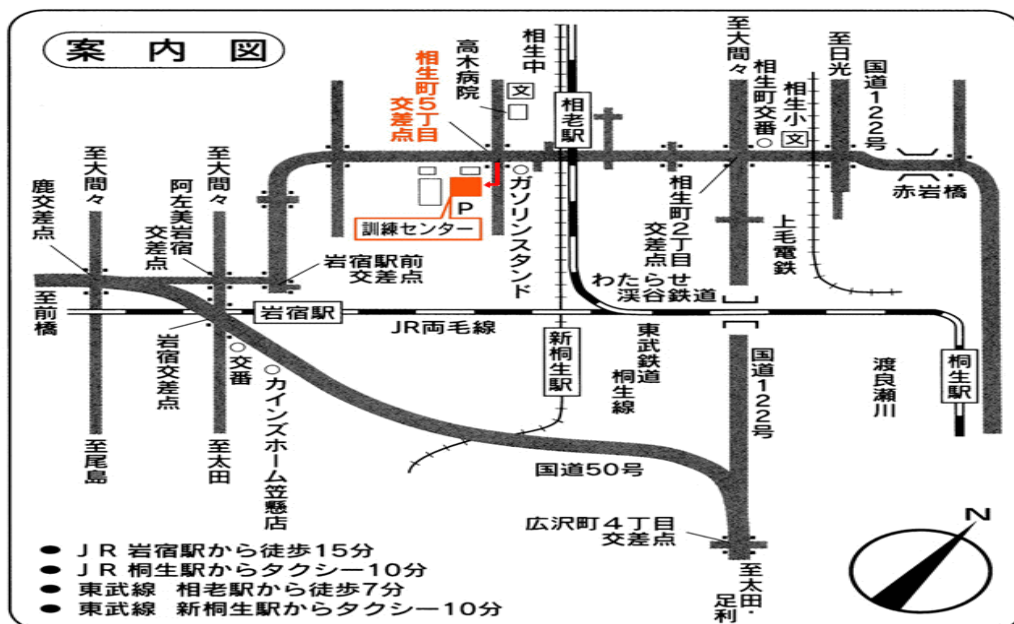 案内図
相生町5丁目
交差点
高木病院
文
相生中
相老駅
至大間々
相生町交番
相生小
文
至日光
国道122号
赤岩橋
至大間々
鹿交差点
至大間々
阿左美岩宿
交差点
P
訓練センター
ガソリンスタンド
相生町2丁目
交差点
上毛電鉄
岩宿駅前
交差点
わたらせ
渓谷鉄道
至前橋
岩宿駅
JR両毛線
岩宿交差点
交番
カインズホーム笠懸店
新桐生駅
東武鉄道
桐生線
国道122号
渡良瀬川
桐生駅
至尾島
至太田
国道50号
広沢町4丁目
交差点
至太田・
足利
N
● JR 岩宿駅から徒歩15分
● JR 桐生駅からタクシー10分
● 東武線 相老駅から徒歩7分
● 東武線 新桐生駅からタクシー10分